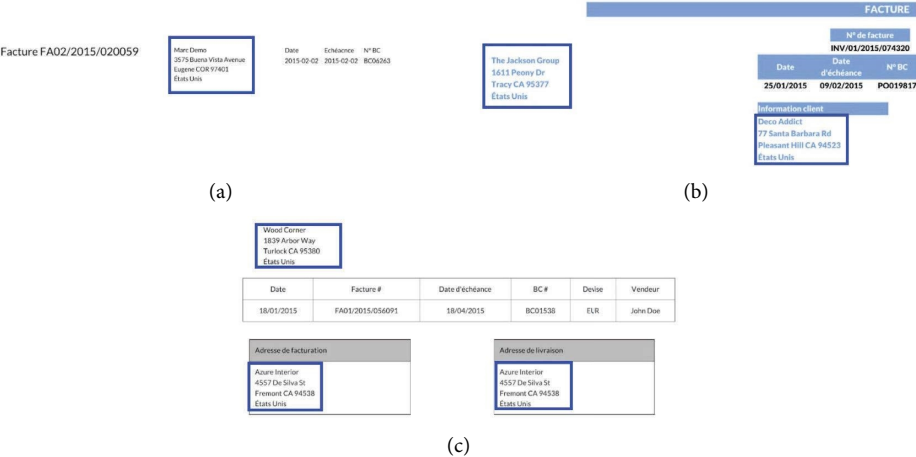 FACTURE
Facture FA02/2015/020059
Marc Demo
3575 Buena Vista Avenue
Eugene COR 97401
États Unis
Date Echéacnce N° BC
2015-02-02 2015-02-02 BC06263
The Jackson Group
1611 Peony Dr
Tracy CA 95377
États Unis
N° de facture
INV/01/2015/074320
Date Date d'échéance N° BC
25/01/2015 09/02/2015 PO019817
Information client
Deco Addict
77 Santa Barbara Rd
Pleasant Hill CA 94523
États Unis
(a)
(b)
Wood Corner
1839 Arbor Way
Turlock CA 95380
États Unis
Date Facture # Date d'échéance BC # Devise Vendeur
18/01/2015 FA01/2015/056091 18/04/2015 BC01538 EUR John Doe
Adresse de facturation
Azure Interior
4557 De Silva St
Fremont CA 94538
États Unis
Adresse de livraison
Azure Interior
4557 De Silva St
Fremont CA 94538
États Unis
(c)